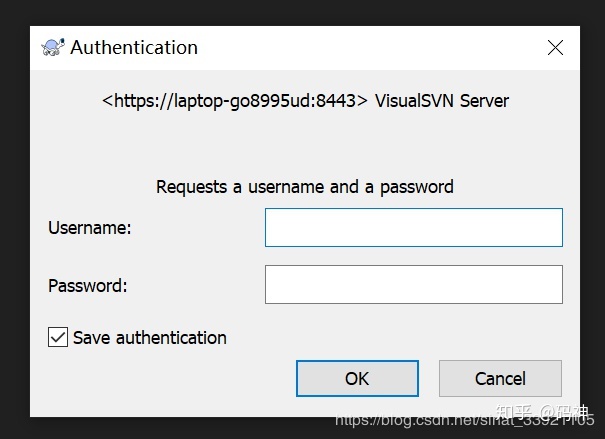 Authentication
<https://laptop-go8995ud:8443> VisualSVN Server
Requests a username and a password
Username:
Password:
Save authentication
OK
Cancel
知乎 @码神
https://blog.csdn.net/sinat_33921105